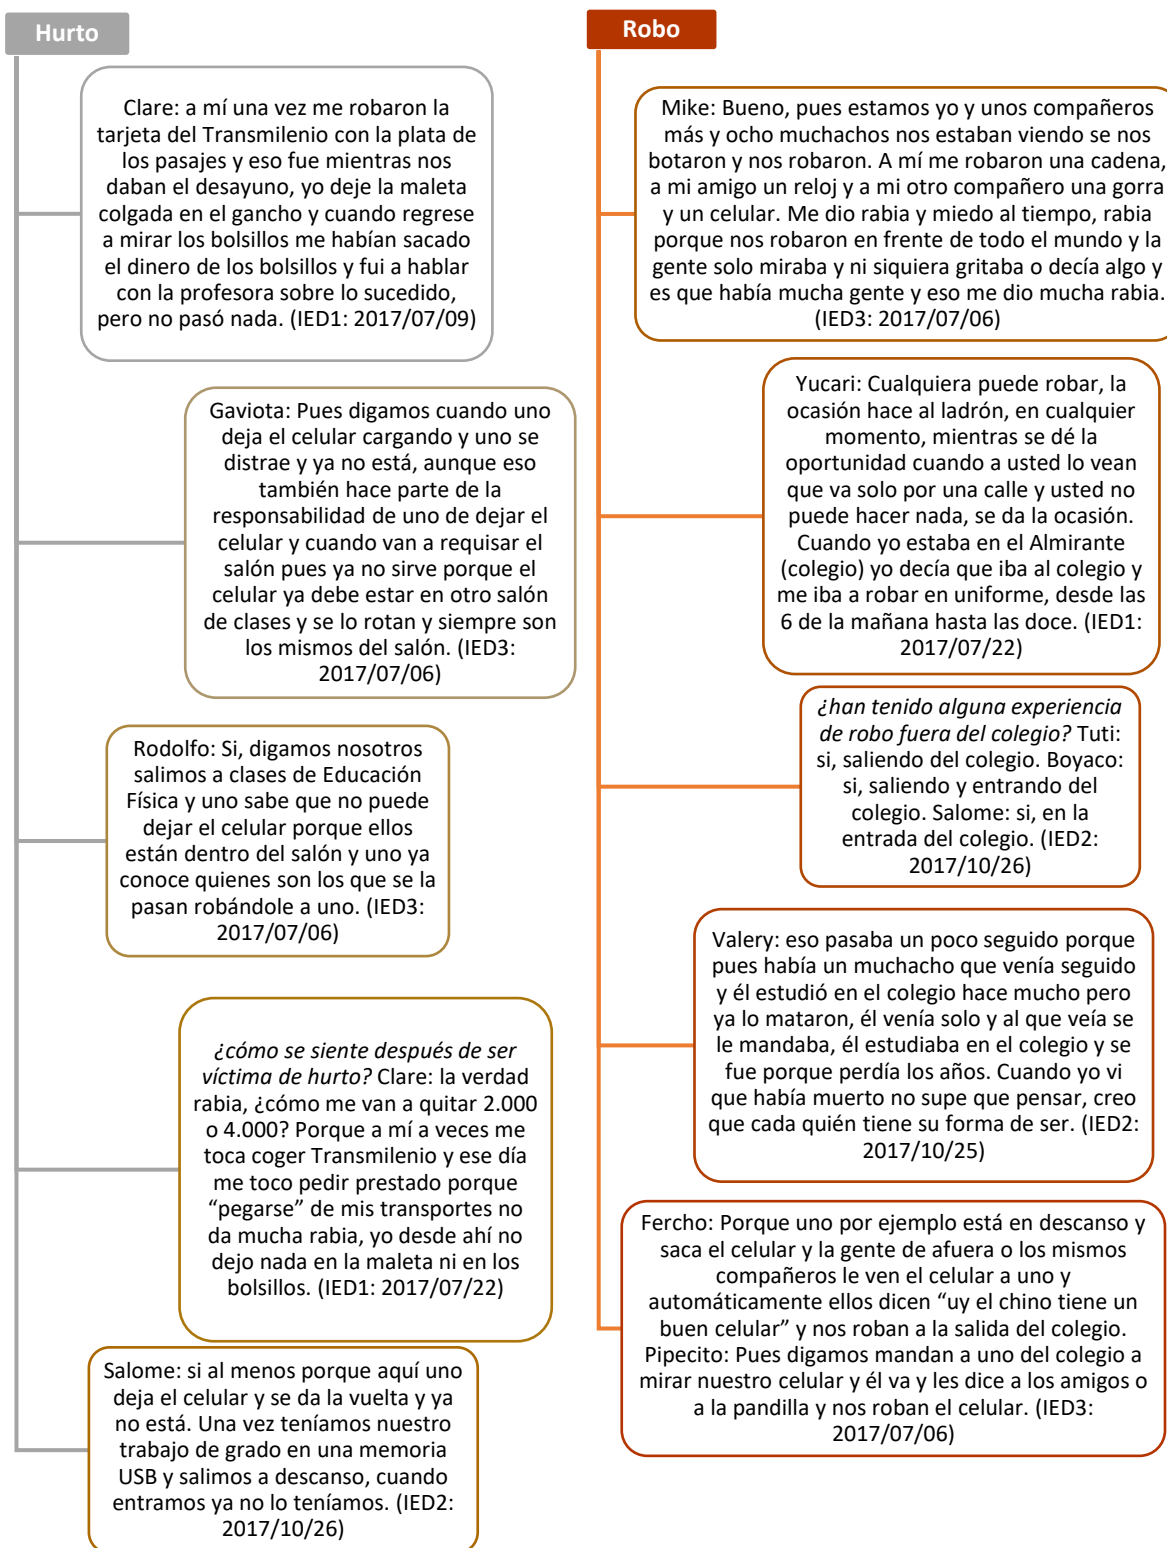 Hurto
Clare: a mí una vez me robaron la
tarjeta del Transmilenio con la plata de
los pasajes y eso fue mientras nos
daban el desayuno, yo deje la maleta
colgada en el gancho y cuando regrese
a mirar los bolsillos me habían sacado
el dinero de los bolsillos y fui a hablar
con la profesora sobre lo sucedido,
pero no pasó nada. (IED1: 2017/07/09)
Gaviota: Pues digamos cuando uno
deja el celular cargando y uno se
distrae y ya no está, aunque eso
también hace parte de la
responsabilidad de uno de dejar el
celular y cuando van a requisar el
salón pues ya no sirve porque el
celular ya debe estar en otro salón
de clases y se lo rotan y siempre son
los mismos del salón. (IED3:
2017/07/06)
Rodolfo: Si, digamos nosotros
salimos a clases de Educación
Física y uno sabe que no puede
dejar el celular porque ellos
están dentro del salón y uno ya
conoce quienes son los que se la
pasan robándole a uno. (IED3:
2017/07/06)
¿cómo se siente después de ser
víctima de hurto? Clare: la verdad
rabia, ¿cómo me van a quitar 2.000
o 4.000? Porque a mí a veces me
toca coger Transmilenio y ese día
me toco pedir prestado porque
“pegarse” de mis transportes no
da mucha rabia, yo desde ahí no
dejo nada en la maleta ni en los
bolsillos. (IED1: 2017/07/22)
Salome: si al menos porque aquí uno
deja el celular y se da la vuelta y ya
no está. Una vez teníamos nuestro
trabajo de grado en una memoria
USB y salimos a descanso, cuando
entramos ya no lo teníamos. (IED2:
2017/10/26)
Robo
Mike: Bueno, pues estamos yo y unos compañeros
más y ocho muchachos nos estaban viendo se nos
botaron y nos robaron. A mí me robaron una cadena,
a mi amigo un reloj y a mi otro compañero una gorra
y un celular. Me dio rabia y miedo al tiempo, rabia
porque nos robaron en frente de todo el mundo y la
gente solo miraba y ni siquiera gritaba o decía algo y
es que había mucha gente y eso me dio mucha rabia.
(IED3: 2017/07/06)
Yucari: Cualquiera puede robar, la
ocasión hace al ladrón, en cualquier
momento, mientras se dé la
oportunidad cuando a usted lo vean
que va solo por una calle y usted no
puede hacer nada, se da la ocasión.
Cuando yo estaba en el Almirante
(colegio) yo decía que iba al colegio y
me iba a robar en uniforme, desde las
6 de la mañana hasta las doce. (IED1:
2017/07/22)
¿han tenido alguna experiencia
de robo fuera del colegio? Tuti:
si, saliendo del colegio. Boyaco:
si, saliendo y entrando del
colegio. Salome: si, en la
entrada del colegio. (IED2:
2017/10/26)
Valery: eso pasaba un poco seguido porque
pues había un muchacho que venía seguido
y él estudió en el colegio hace mucho pero
ya lo mataron, él venía solo y al que veía se
le mandaba, él estudiaba en el colegio y se
fue porque perdía los años. Cuando yo vi
que había muerto no supe que pensar, creo
que cada quién tiene su forma de ser. (IED2:
2017/10/25)
Fercho: Porque uno por ejemplo está en descanso y
saca el celular y la gente de afuera o los mismos
compañeros le ven el celular a uno y
automáticamente ellos dicen “uy el chino tiene un
buen celular” y nos roban a la salida del colegio.
Pipecito: Pues digamos mandan a uno del colegio a
mirar nuestro celular y él va y les dice a los amigos o
a la pandilla y nos roban el celular. (IED3:
2017/07/06)